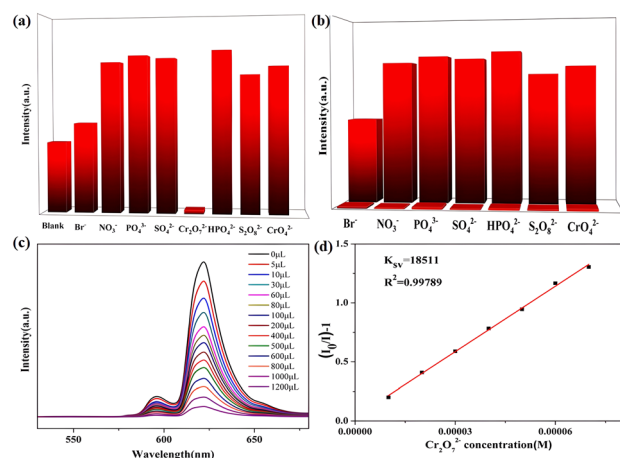 (a)
Intensity(a.u.)
Blank Br⁻ NO₃⁻ PO₄³⁻ SO₄²⁻ Cr₂O₇²⁻ HPO₄²⁻ S₂O₈²⁻ CrO₄²⁻
(b)
Intensity(a.u.)
Br⁻ NO₃⁻ PO₄³⁻ SO₄²⁻ HPO₄²⁻ S₂O₈²⁻ CrO₄²⁻
(c)
Intensity(a.u.)
0μL
5μL
10μL
30μL
60μL
80μL
100μL
200μL
400μL
500μL
600μL
800μL
1000μL
1200μL
550 600 650
Wavelength(nm)
(d)
K_sv=18511
R²=0.99789
(I₀/I)-1
1.5
1.0
0.5
0.0
0.00000 0.00003 0.00006
Cr₂O₇²⁻ concentration(M)